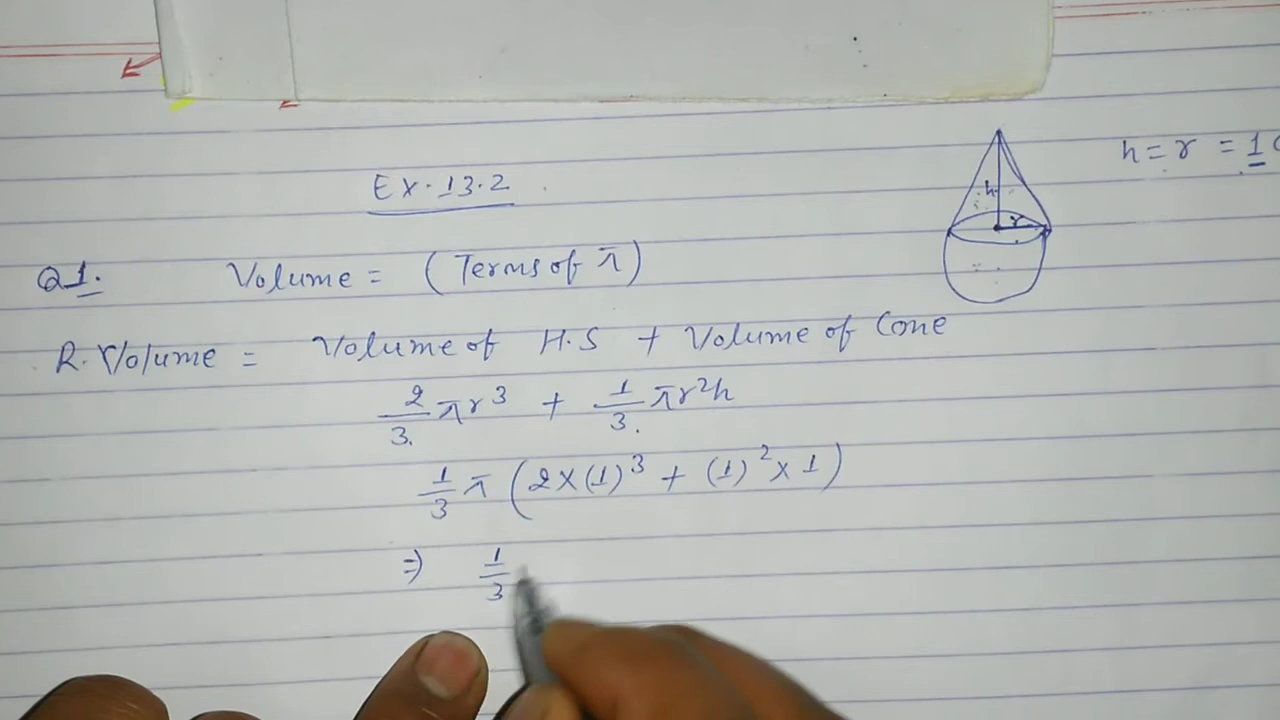 Ex. 13.2
h = r = 1
h
r
Q1. Volume = (Terms of π)
R. Volume = Volume of H.S + Volume of Cone
2/3 πr³ + 1/3 πr²h
1/3 π (2×(1)³ + (1)²×1)
⇒ 1/3